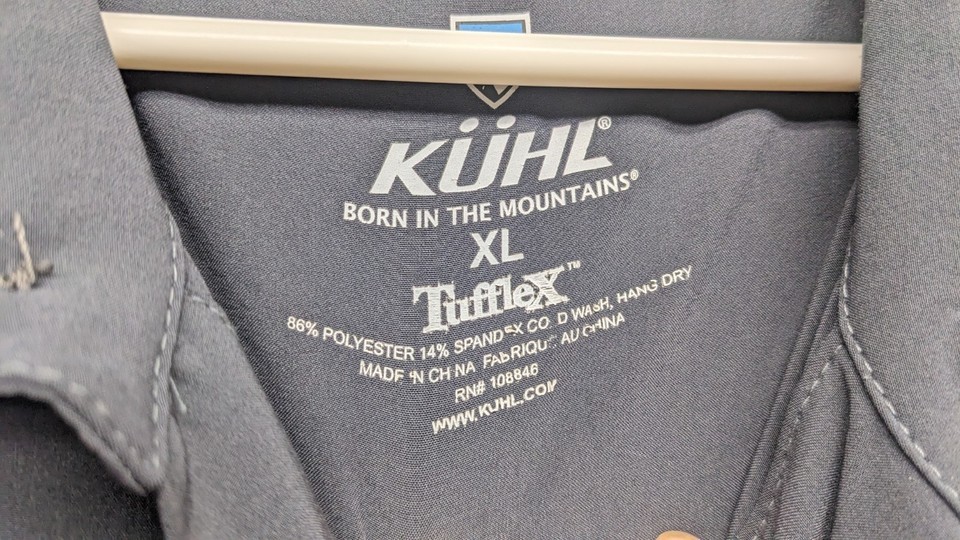 KÜHL®
BORN IN THE MOUNTAINS®
XL
TuffleX™
86% POLYESTER 14% SPANDEX COLD WASH, HANG DRY
MADE IN CHINA FABRIQUÉ AU CHINA
RN# 108846
WWW.KUHL.COM